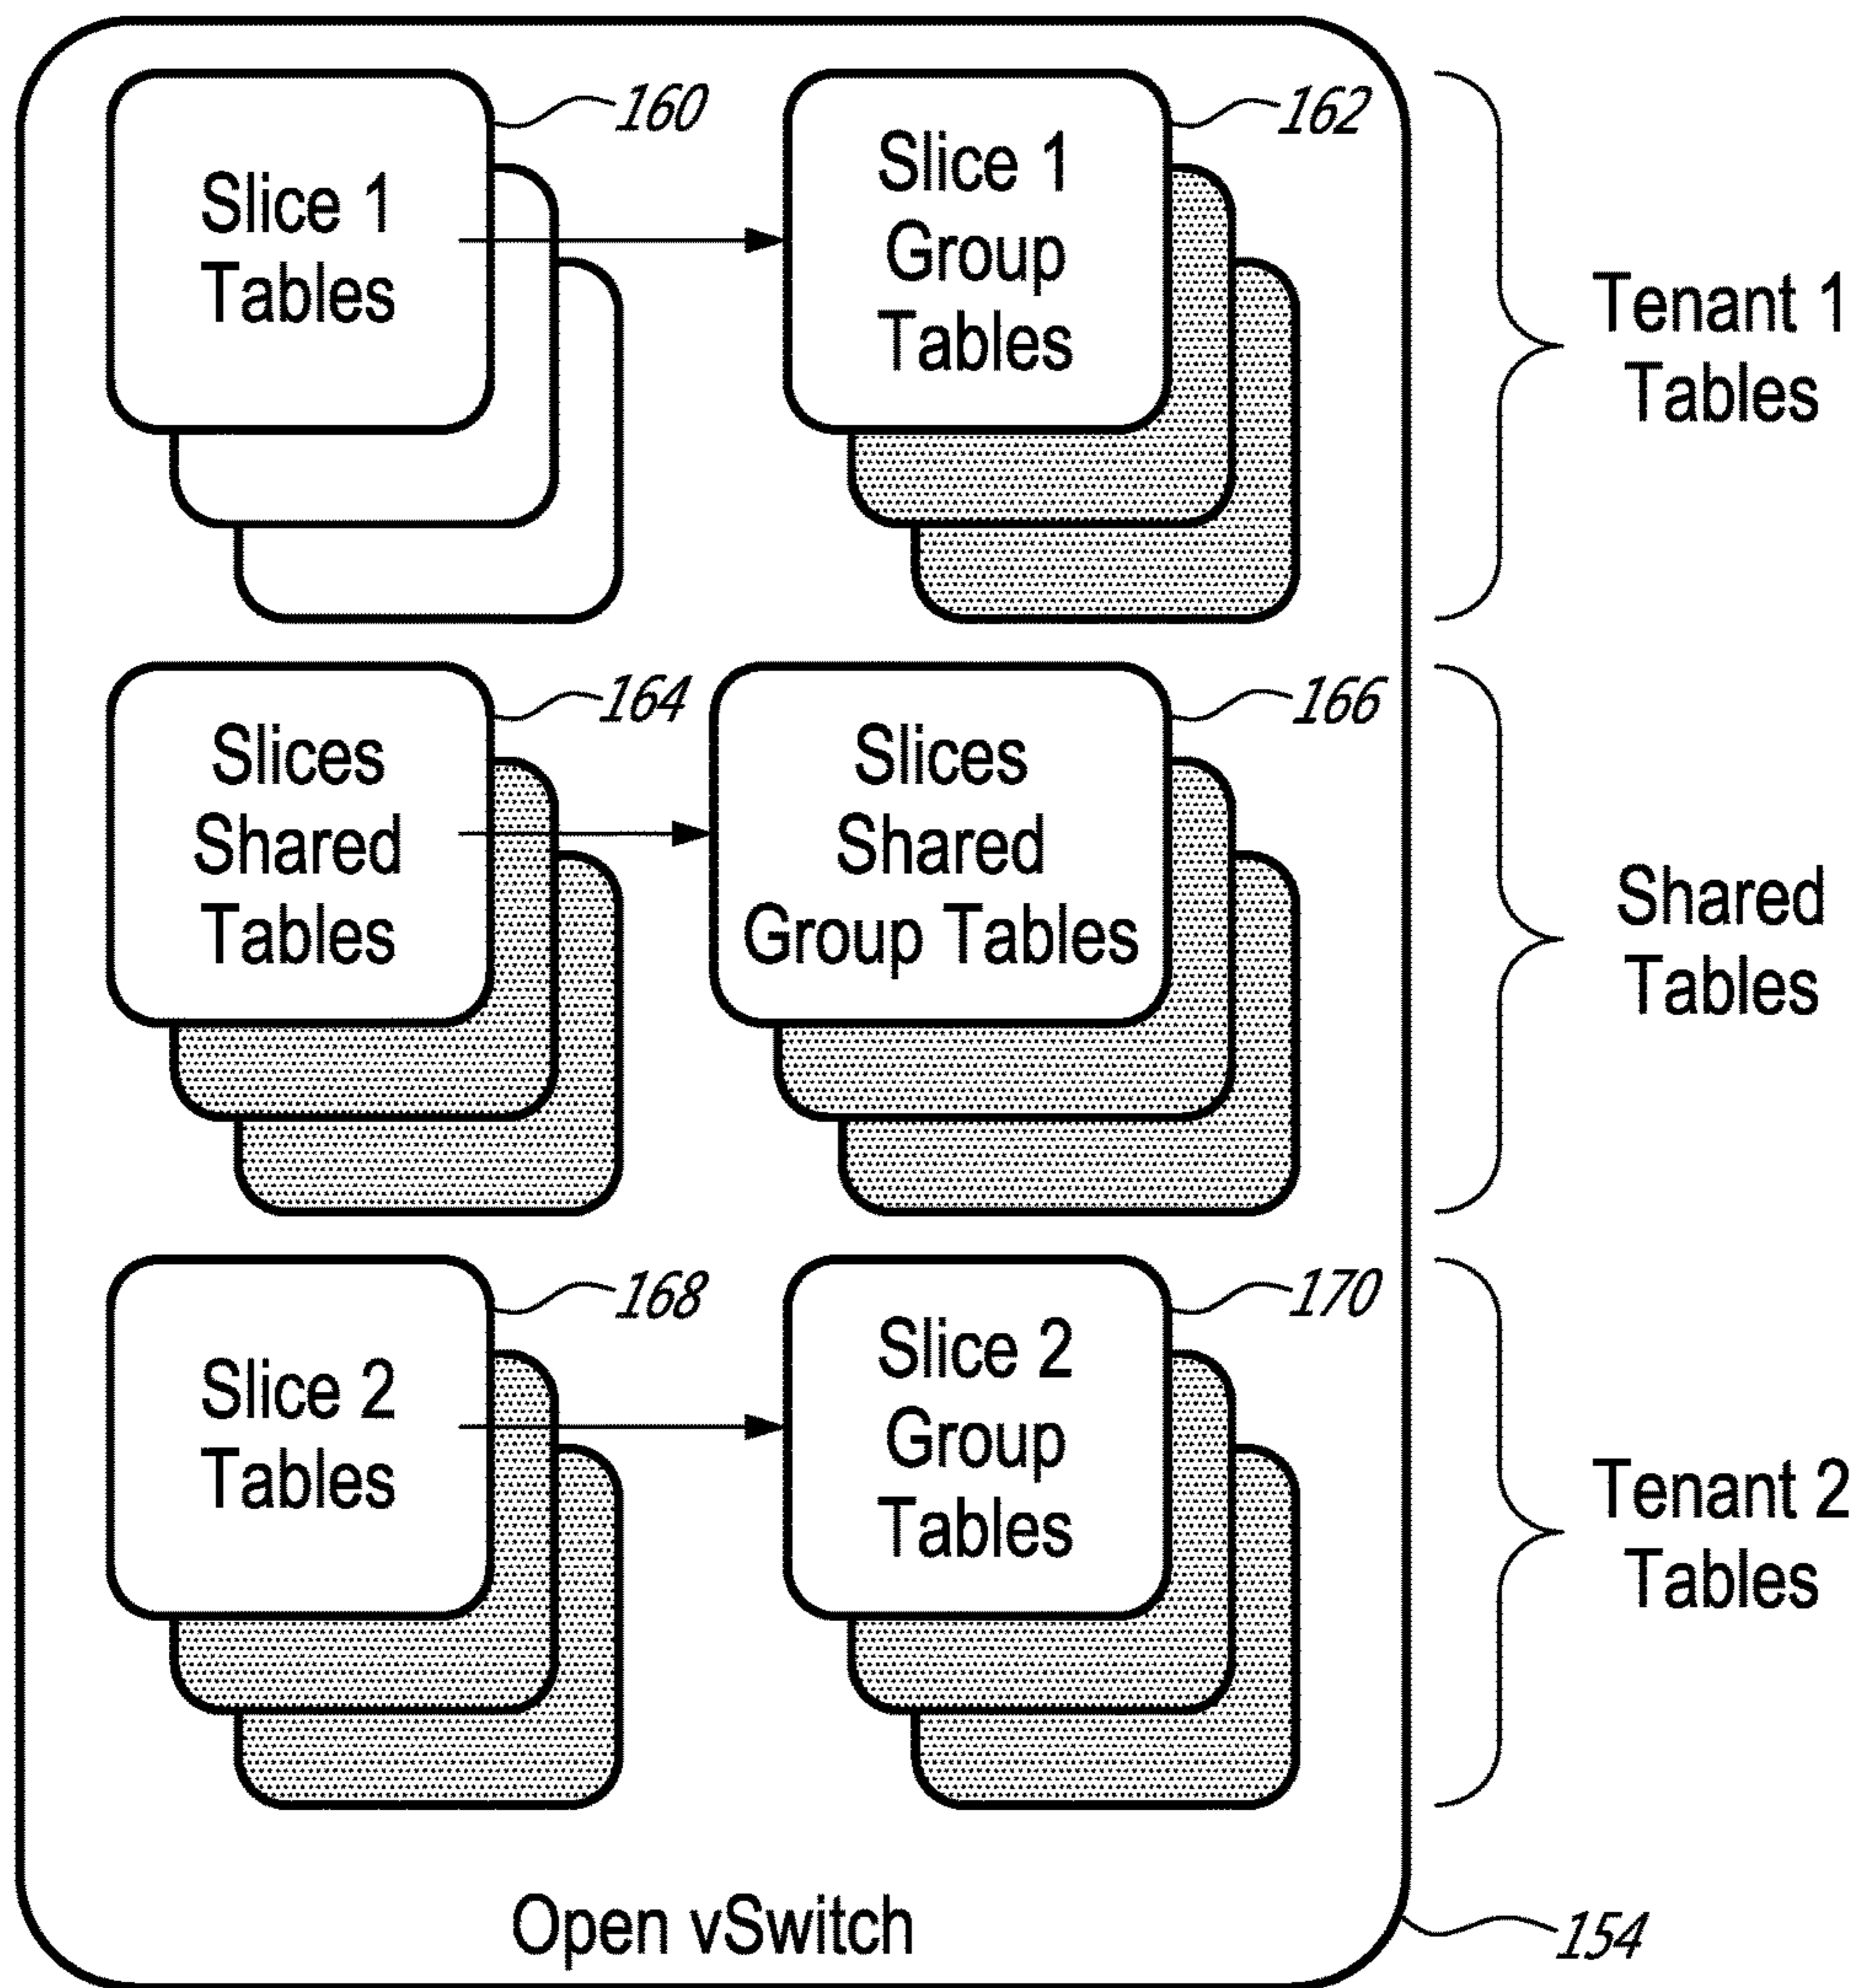 160
Slice 1
Tables
162
Slice 1
Group
Tables
Tenant 1
Tables
164
Slices
Shared
Tables
166
Slices
Shared
Group Tables
Shared
Tables
168
Slice 2
Tables
170
Slice 2
Group
Tables
Tenant 2
Tables
Open vSwitch
154